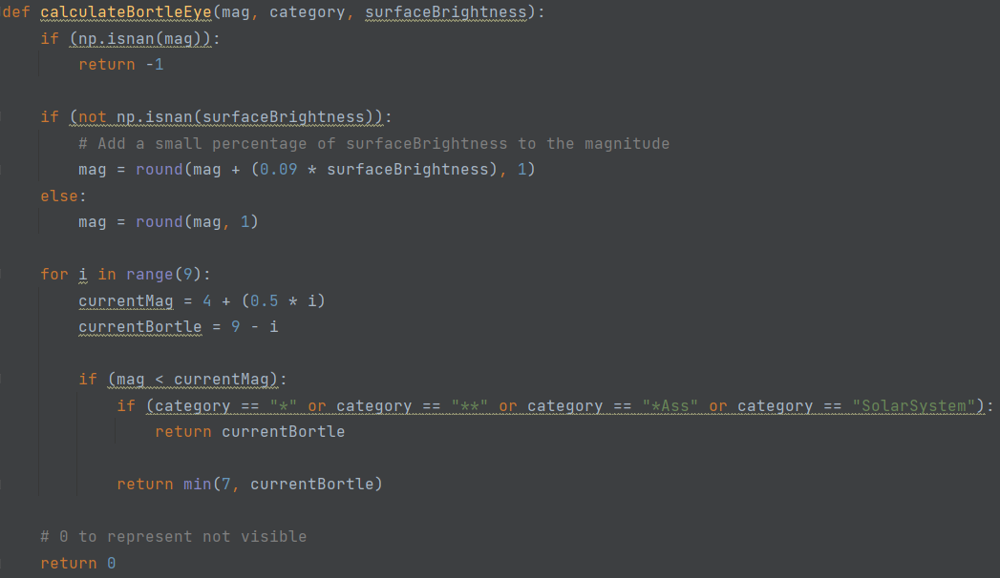 def calculateBortleEye(mag, category, surfaceBrightness):
    if (np.isnan(mag)):
        return -1

    if (not np.isnan(surfaceBrightness)):
        # Add a small percentage of surfaceBrightness to the magnitude
        mag = round(mag + (0.09 * surfaceBrightness), 1)
    else:
        mag = round(mag, 1)

    for i in range(9):
        currentMag = 4 + (0.5 * i)
        currentBortle = 9 - i

        if (mag < currentMag):
            if (category == "*" or category == "**" or category == "*Ass" or category == "SolarSystem"):
                return currentBortle

            return min(7, currentBortle)

    # 0 to represent not visible
    return 0